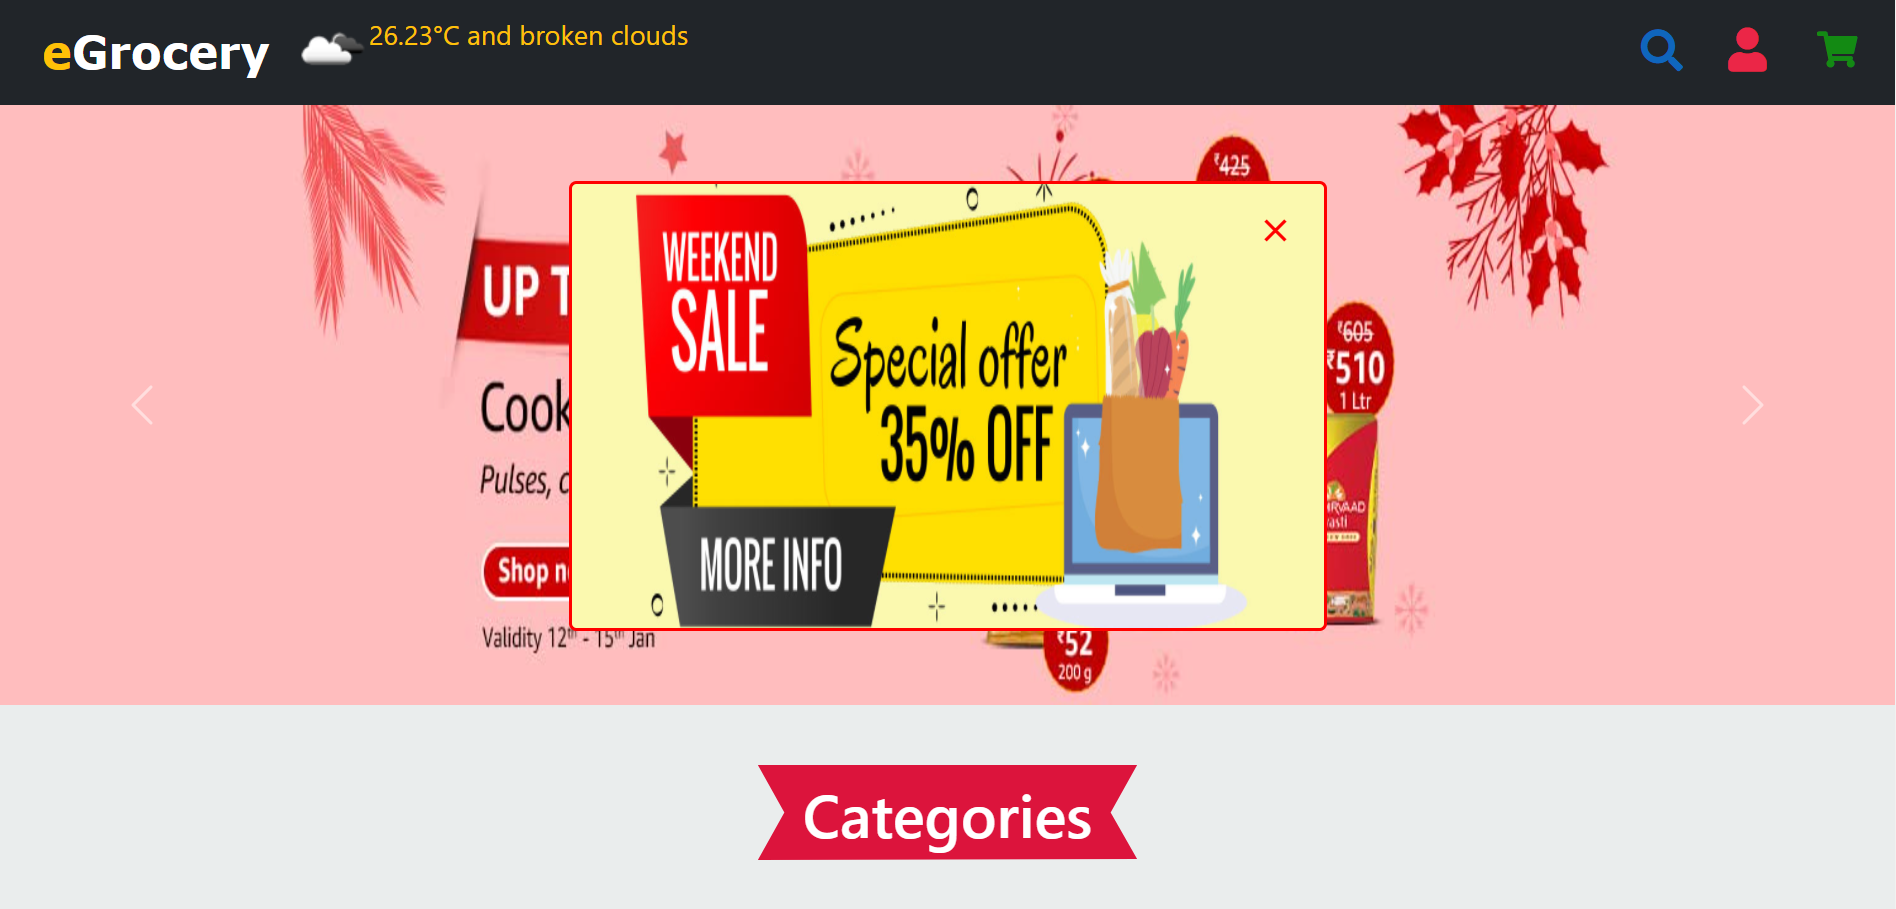 eGrocery
26.23°C and broken clouds
₹425
UP T
WEEKEND
SALE
Special offer
35% OFF
₹605
₹510
1 Ltr
Cook
Pulses, c
MORE INFO
Shop n
Validity 12th - 15th Jan
₹52
200 g
Categories